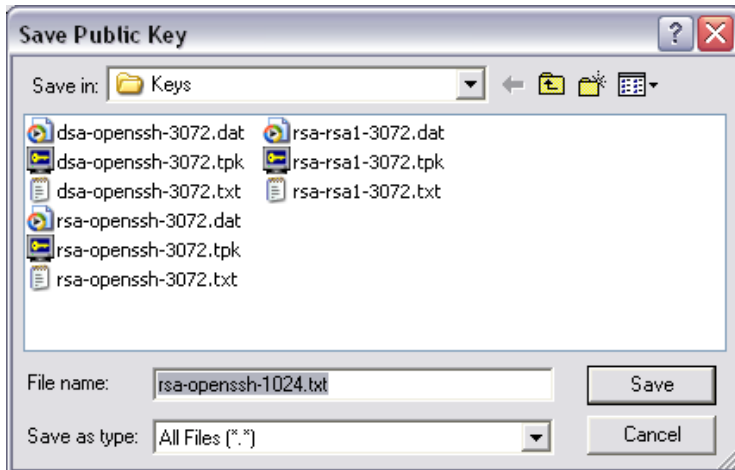 Save Public Key
Save in: Keys
dsa-openssh-3072.dat rsa-rsa1-3072.dat
dsa-openssh-3072.tpk rsa-rsa1-3072.tpk
dsa-openssh-3072.txt rsa-rsa1-3072.txt
rsa-openssh-3072.dat
rsa-openssh-3072.tpk
rsa-openssh-3072.txt
File name: rsa-openssh-1024.txt Save
Save as type: All Files (*.*) Cancel